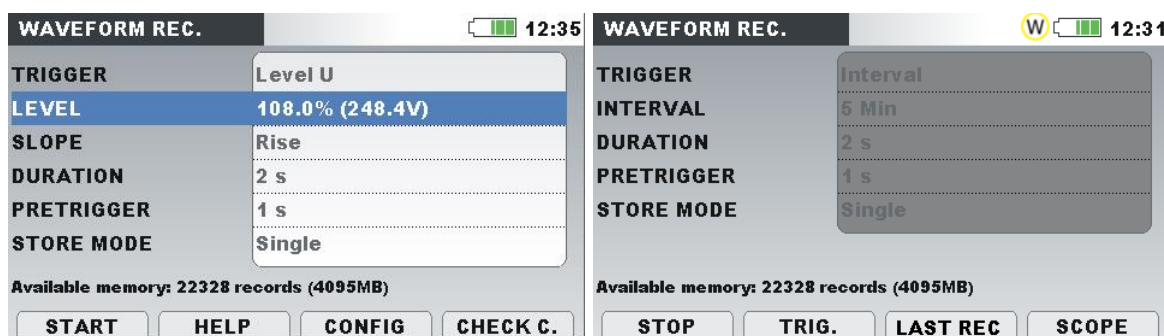 WAVEFORM REC. 12:35
TRIGGER Level U
LEVEL 108.0% (248.4V)
SLOPE Rise
DURATION 2 s
PRETRIGGER 1 s
STORE MODE Single
Available memory: 22328 records (4095MB)
START HELP CONFIG CHECK C.
WAVEFORM REC. W 12:31
TRIGGER Interval
INTERVAL 5 Min
DURATION 2 s
PRETRIGGER 1 s
STORE MODE Single
Available memory: 22328 records (4095MB)
STOP TRIG. LAST REC SCOPE